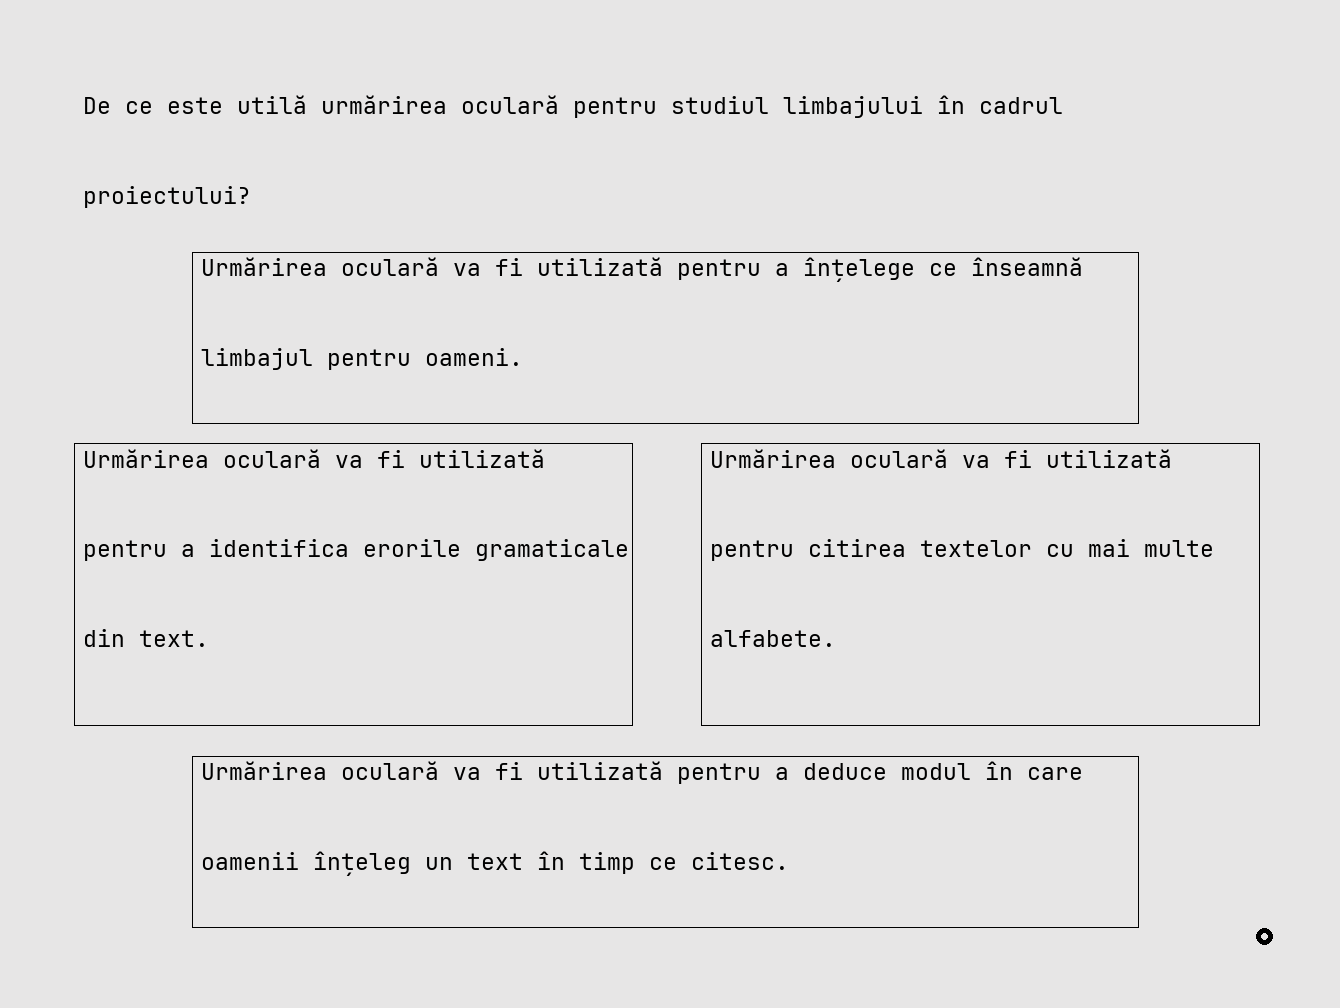 De ce este utilă urmărirea oculară pentru studiul limbajului în cadrul
proiectului?
Urmărirea oculară va fi utilizată pentru a înțelege ce înseamnă
limbajul pentru oameni.
Urmărirea oculară va fi utilizată
pentru a identifica erorile gramaticale
din text.
Urmărirea oculară va fi utilizată
pentru citirea textelor cu mai multe
alfabete.
Urmărirea oculară va fi utilizată pentru a deduce modul în care
oamenii înțeleg un text în timp ce citesc.